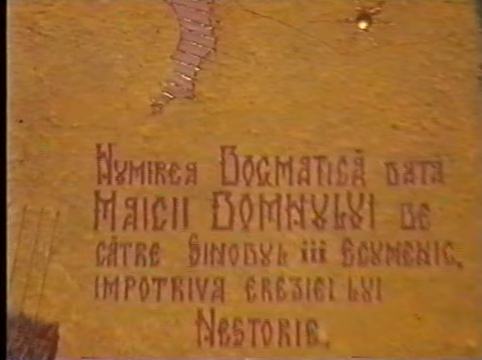 Numirea Dogmatică dată
Maicii Domnului de
către Sinodul III Ecumenic,
împotriva ereziei lui
Nestorie.